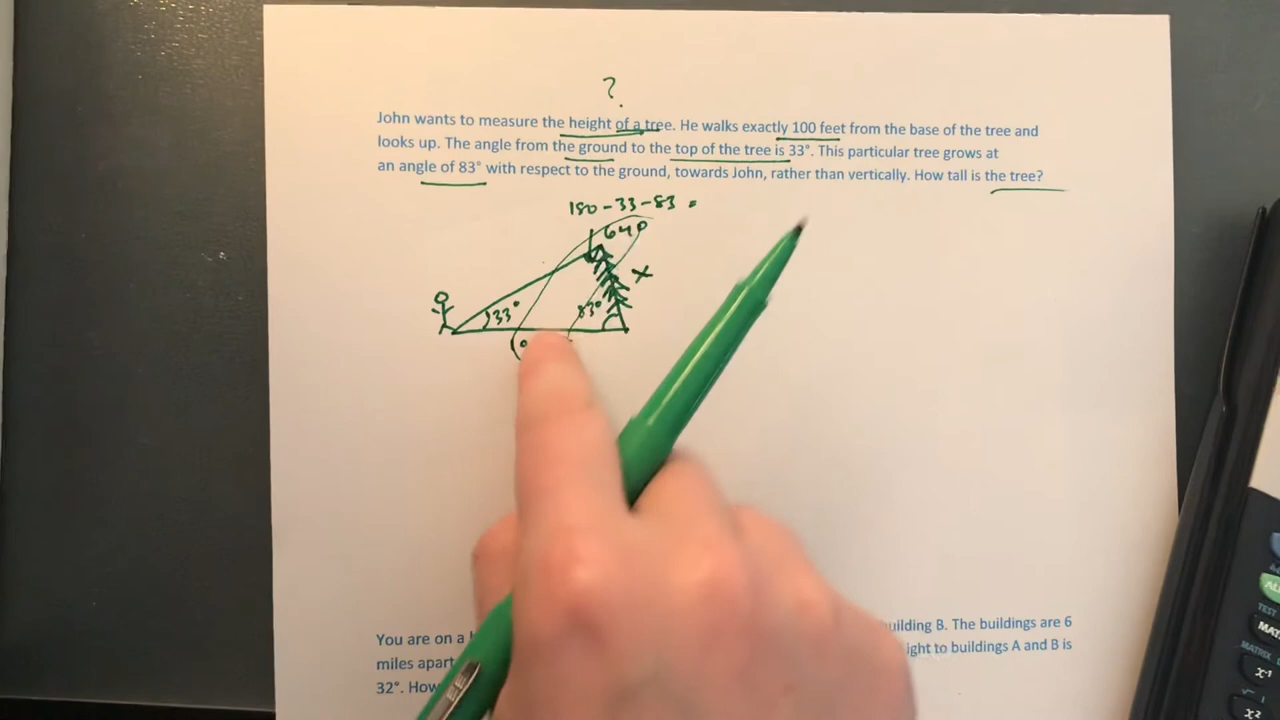 ?
John wants to measure the height of a tree. He walks exactly 100 feet from the base of the tree and
looks up. The angle from the ground to the top of the tree is 33°. This particular tree grows at
an angle of 83° with respect to the ground, towards John, rather than vertically. How tall is the tree?
180-33-83 =
64°
x
33°
83°
You are on a
building B. The buildings are 6
miles apart
ight to buildings A and B is
32°. How
TEST
MATRIX
x⁻¹
x²